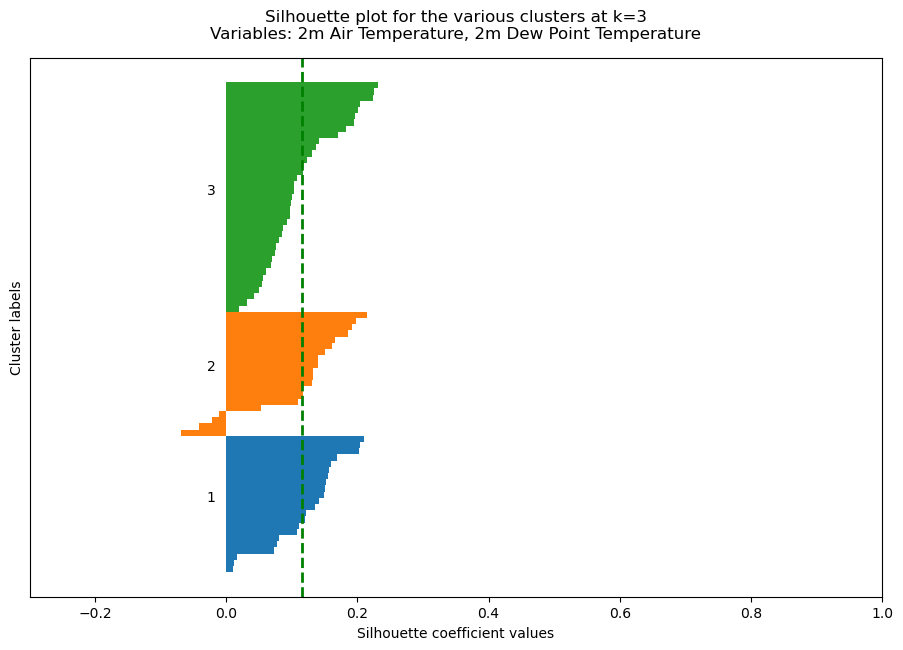 Silhouette plot for the various clusters at k=3
Variables: 2m Air Temperature, 2m Dew Point Temperature
Cluster labels
3
2
1
−0.2 0.0 0.2 0.4 0.6 0.8 1.0
Silhouette coefficient values